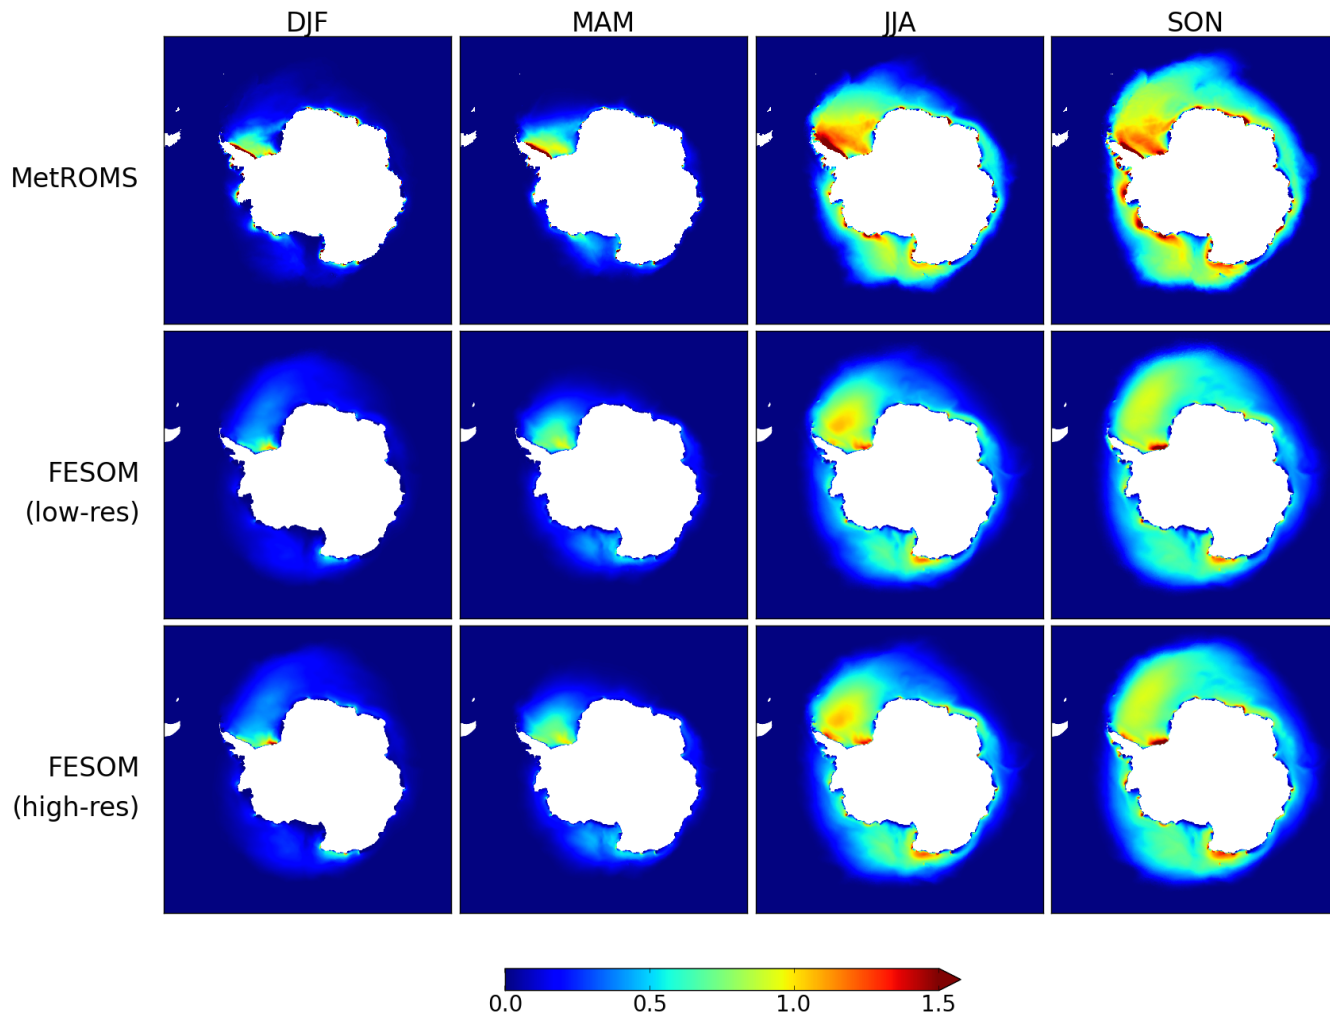 DJF MAM JJA SON
MetROMS
FESOM
(low-res)
FESOM
(high-res)
0.0 0.5 1.0 1.5